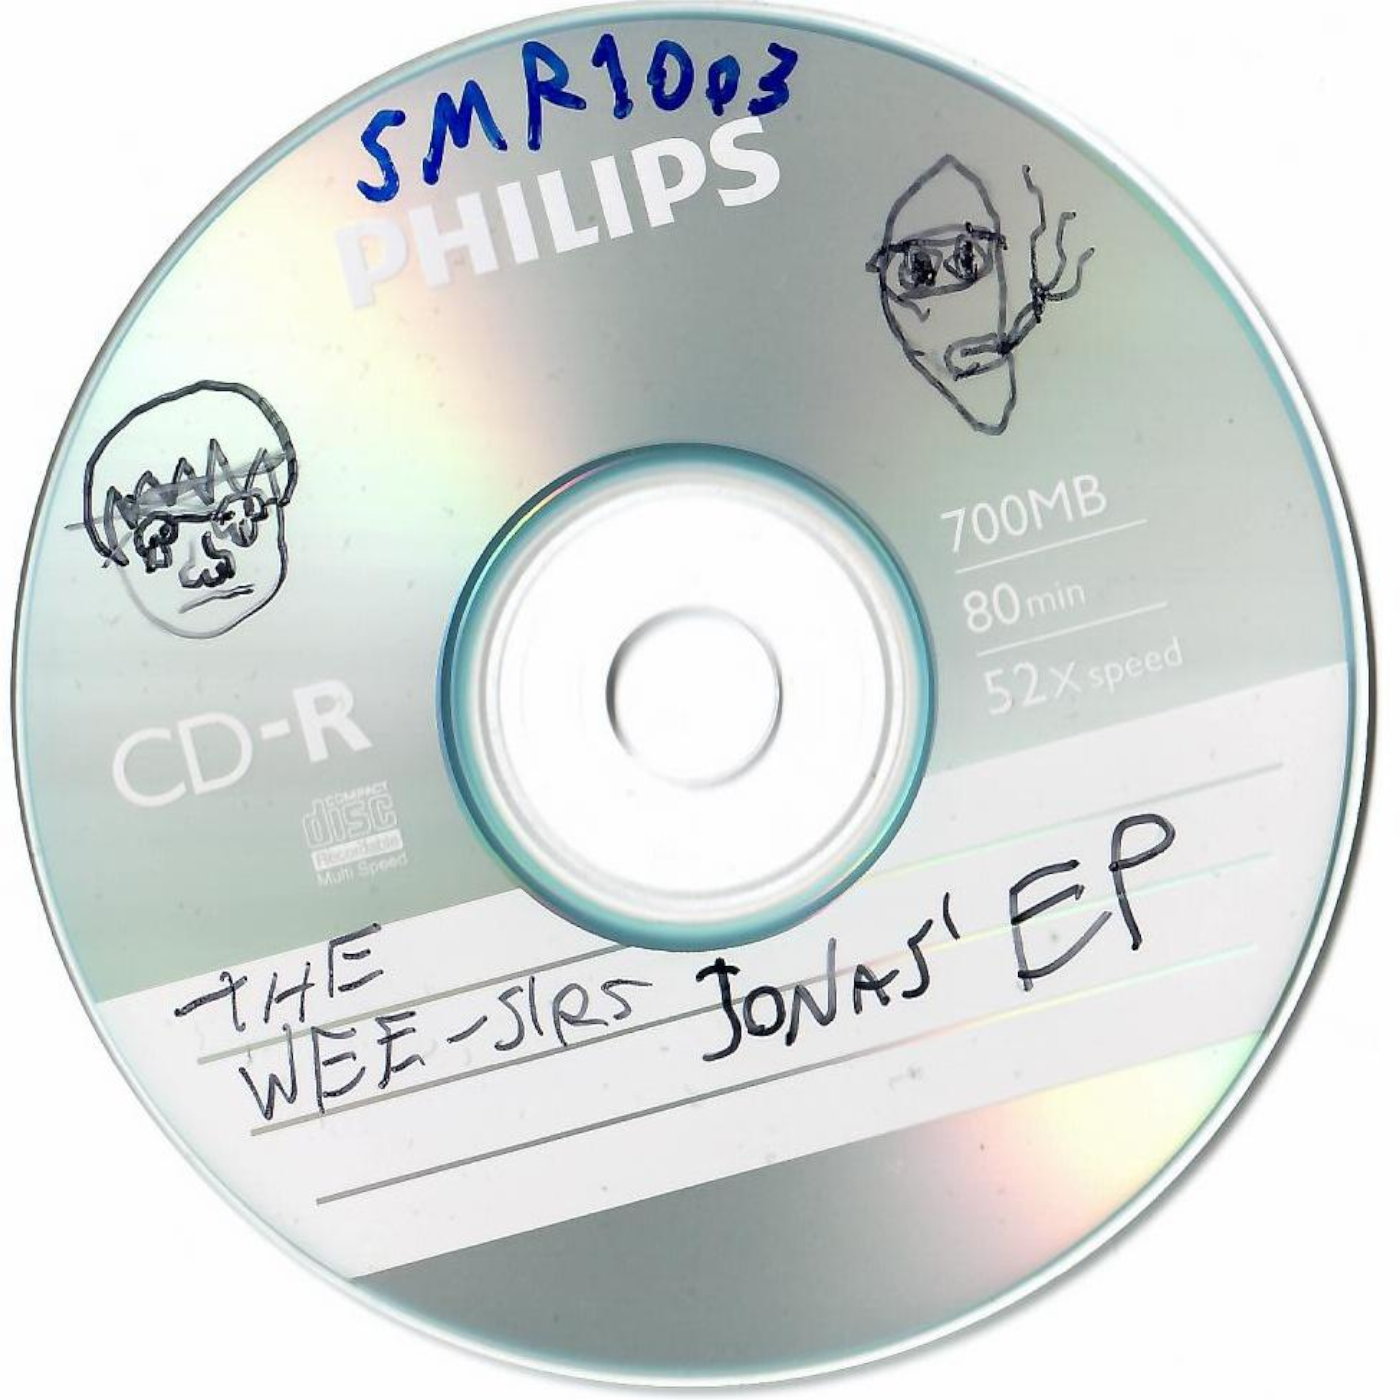 SMR1003
PHILIPS
700MB
80 min
52x speed
CD-R
COMPACT
disc
Recordable
Multi Speed
THE
WEE-SIRS JONAS' EP